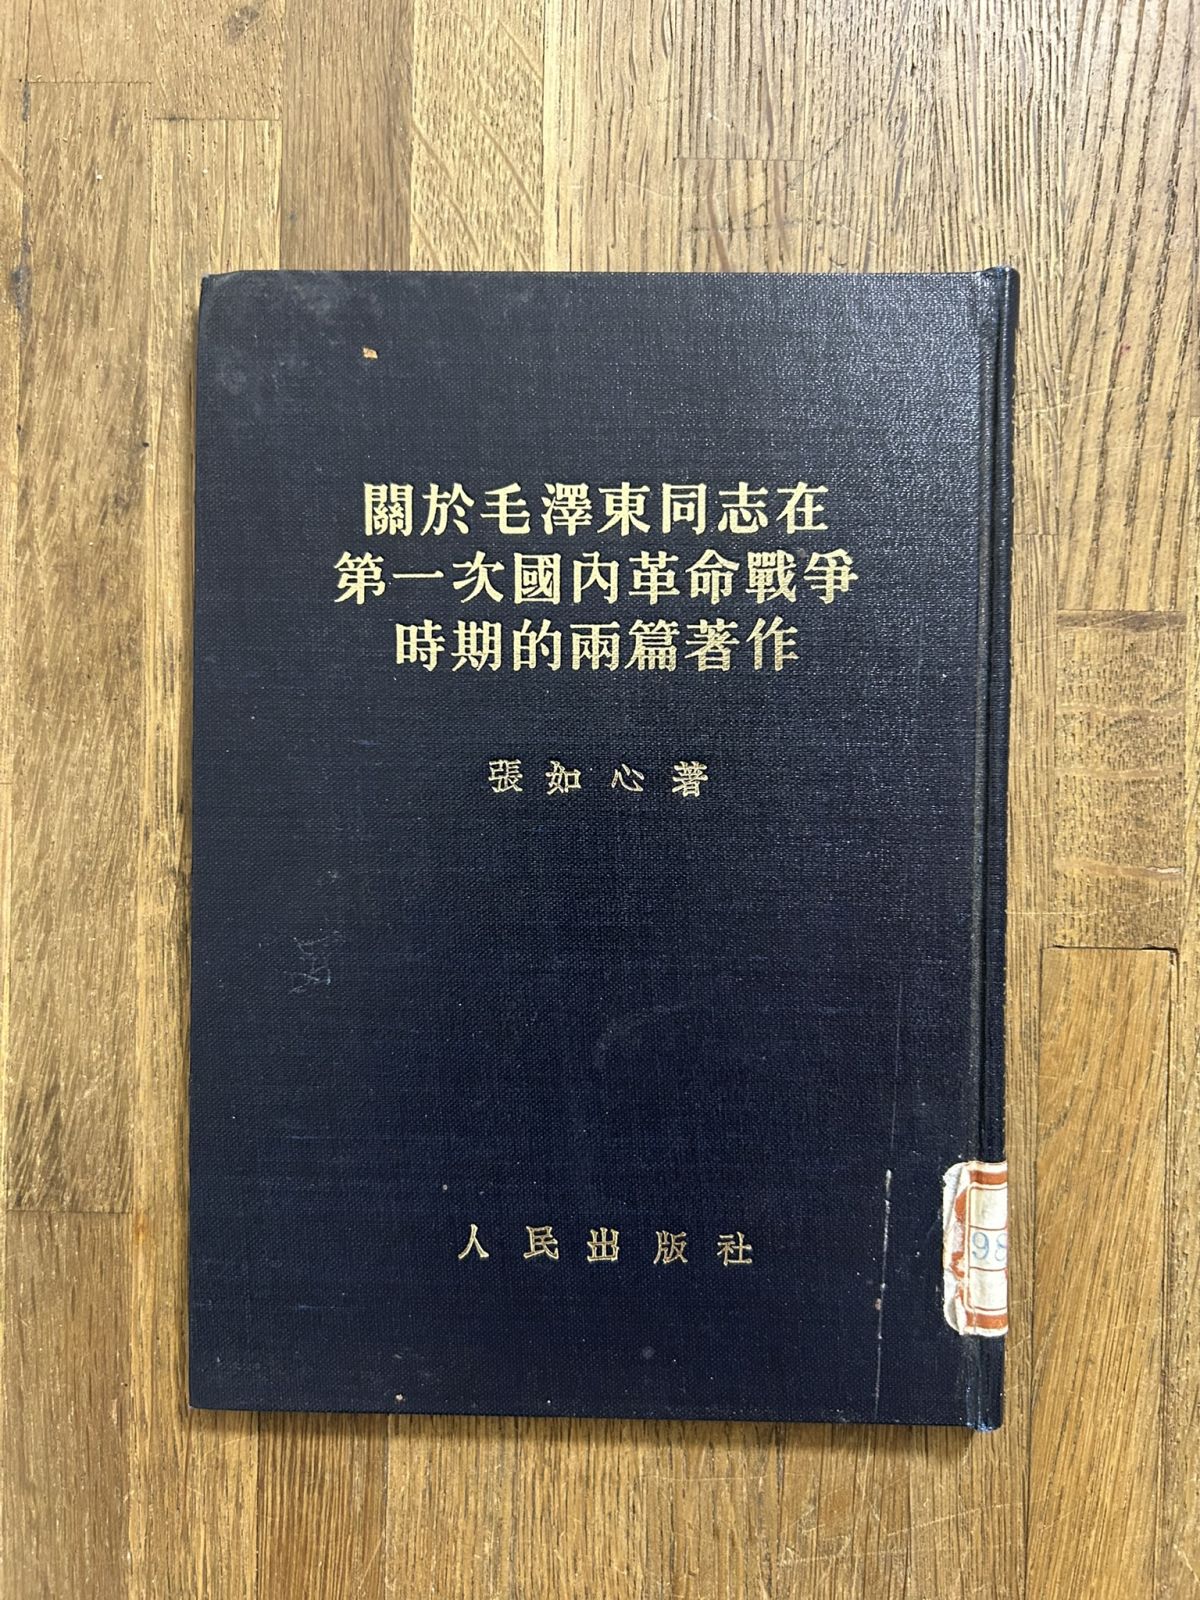 關於毛澤東同志在
第一次國內革命戰爭
時期的兩篇著作
張如心著
人民出版社
98